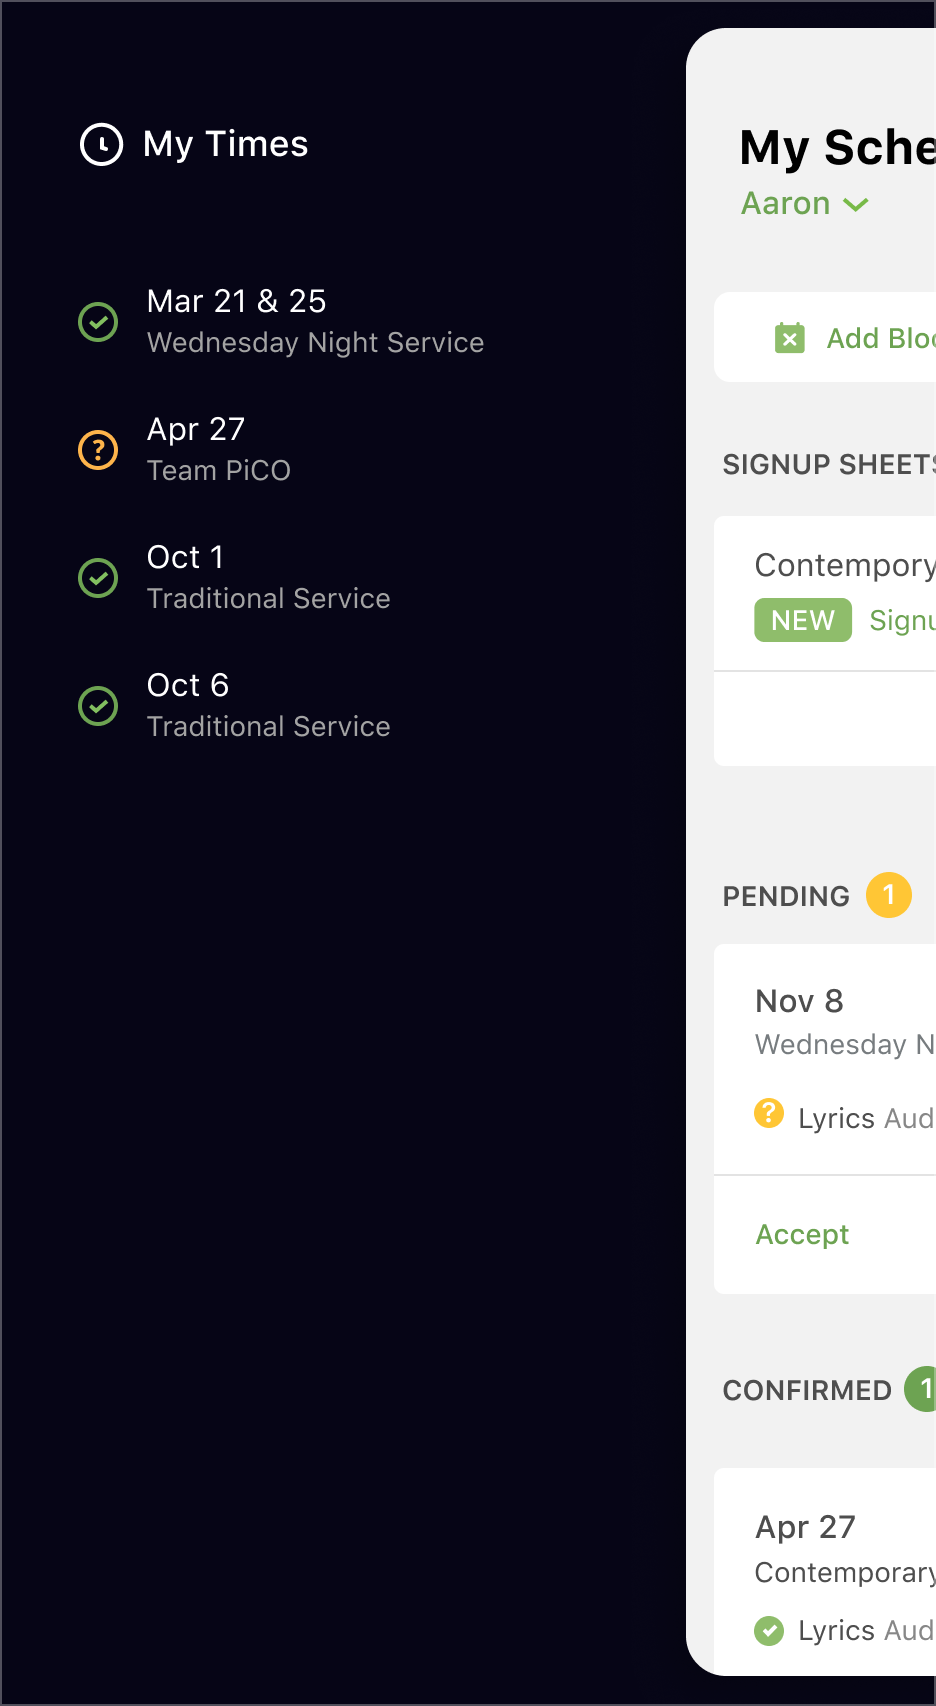 My Times
Mar 21 & 25
Wednesday Night Service
Apr 27
Team PiCO
Oct 1
Traditional Service
Oct 6
Traditional Service
My Sche
Aaron
Add Bloc
SIGNUP SHEETS
Contempory
NEW Signu
PENDING 1
Nov 8
Wednesday N
Lyrics Aud
Accept
CONFIRMED 1
Apr 27
Contemporary
Lyrics Aud